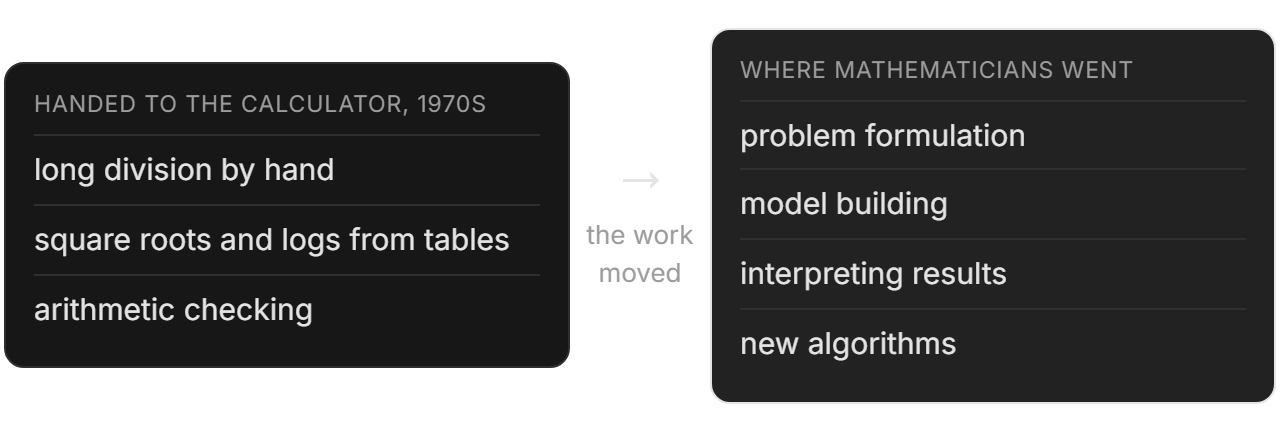 HANDED TO THE CALCULATOR, 1970S
long division by hand
square roots and logs from tables
arithmetic checking
→
the work
moved
WHERE MATHEMATICIANS WENT
problem formulation
model building
interpreting results
new algorithms